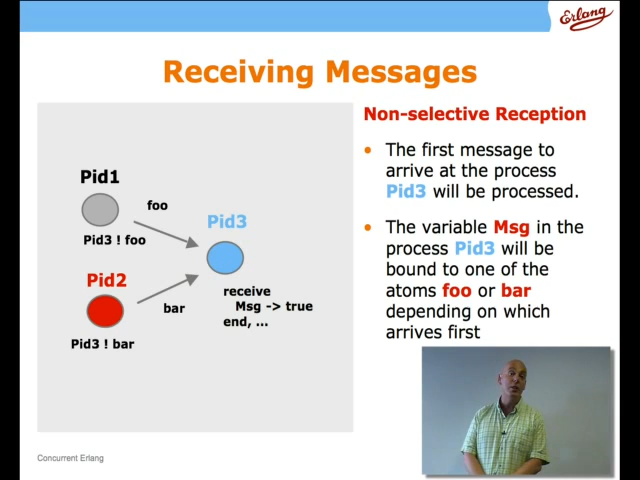 Erlang
Receiving Messages
Pid1
foo
Pid3
Pid3 ! foo
Pid2
receive
Msg -> true
end, ...
bar
Pid3 ! bar
Non-selective Reception
• The first message to
arrive at the process
Pid3 will be processed.
• The variable Msg in the
process Pid3 will be
bound to one of the
atoms foo or bar
depending on which
arrives first
Concurrent Erlang